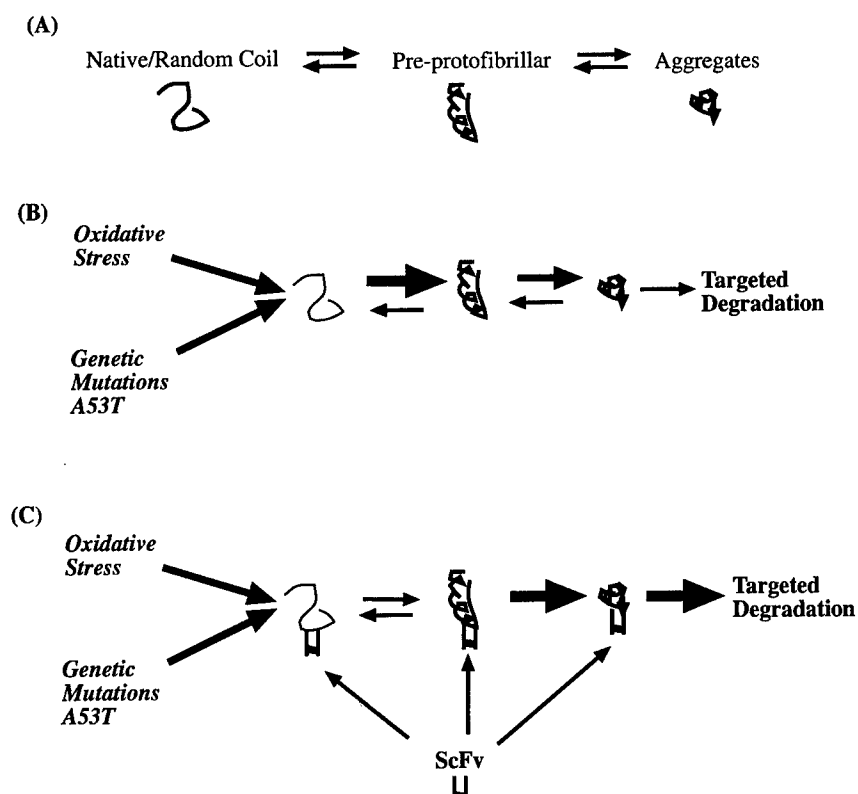 (A)
Native/Random Coil Pre-protofibrillar Aggregates
(B)
Oxidative
Stress
Targeted
Degradation
Genetic
Mutations
A53T
(C)
Oxidative
Stress
Targeted
Degradation
Genetic
Mutations
A53T
ScFv